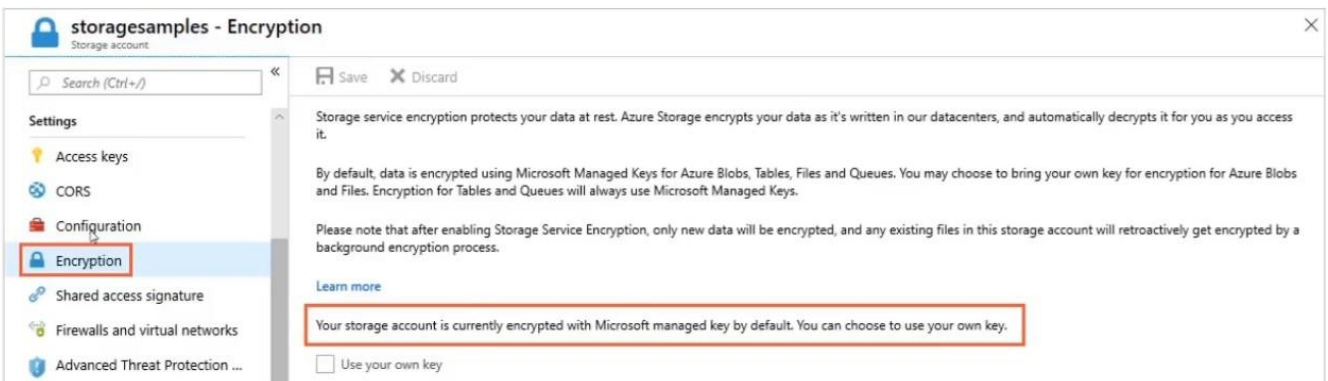 storagesamples - Encryption
Storage account
Search (Ctrl+/)
Settings
Access keys
CORS
Configuration
Encryption
Shared access signature
Firewalls and virtual networks
Advanced Threat Protection ...
Save Discard
Storage service encryption protects your data at rest. Azure Storage encrypts your data as it's written in our datacenters, and automatically decrypts it for you as you access
it.
By default, data is encrypted using Microsoft Managed Keys for Azure Blobs, Tables, Files and Queues. You may choose to bring your own key for encryption for Azure Blobs
and Files. Encryption for Tables and Queues will always use Microsoft Managed Keys.
Please note that after enabling Storage Service Encryption, only new data will be encrypted, and any existing files in this storage account will retroactively get encrypted by a
background encryption process.
Learn more
Your storage account is currently encrypted with Microsoft managed key by default. You can choose to use your own key.
Use your own key